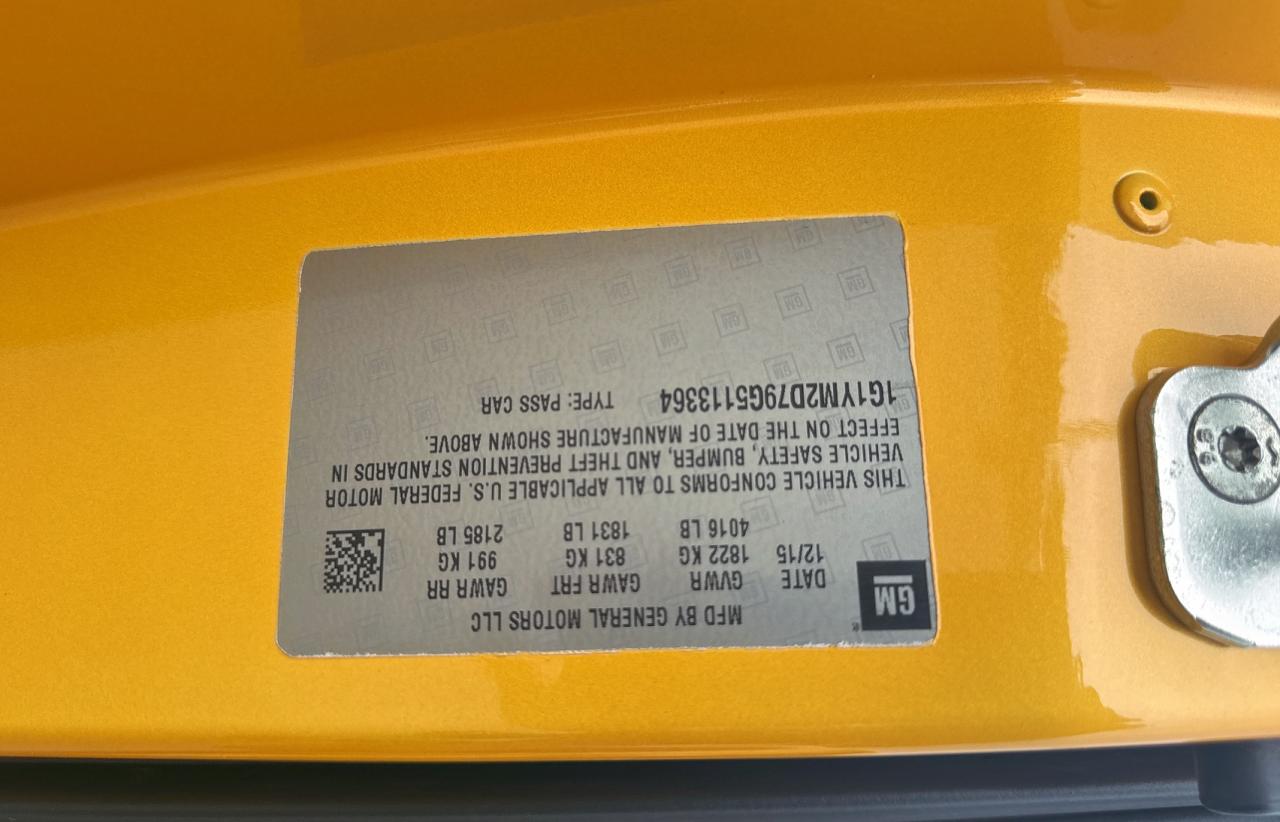 GM
MFD BY GENERAL MOTORS LLC
DATE GVWR GAWR FRT GAWR RR
12/15 1822 KG 831 KG 991 KG
4016 LB 1831 LB 2185 LB
THIS VEHICLE CONFORMS TO ALL APPLICABLE U.S. FEDERAL MOTOR
VEHICLE SAFETY, BUMPER, AND THEFT PREVENTION STANDARDS IN
EFFECT ON THE DATE OF MANUFACTURE SHOWN ABOVE.
1G1YM2D79G5113364 TYPE: PASS CAR